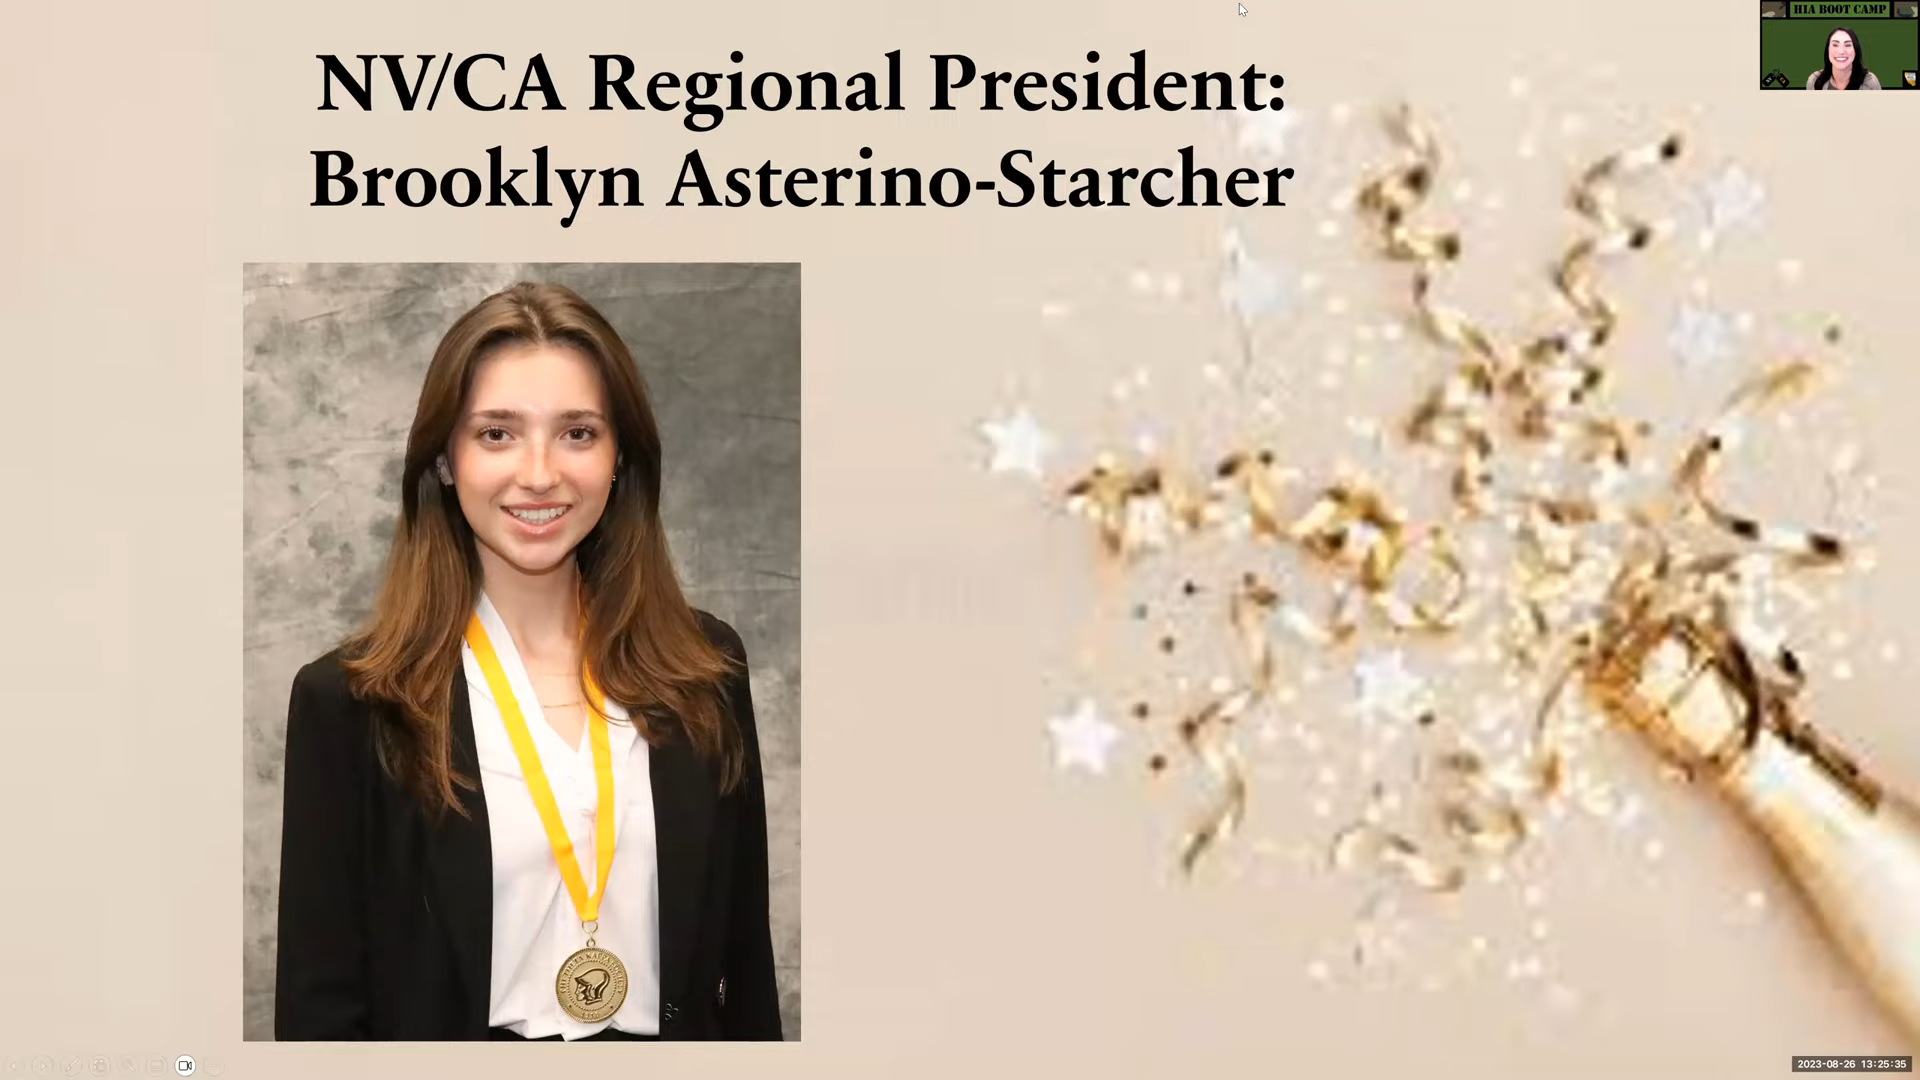 HIA BOOT CAMP
NV/CA Regional President:
Brooklyn Asterino-Starcher
2023-08-26 13:25:35